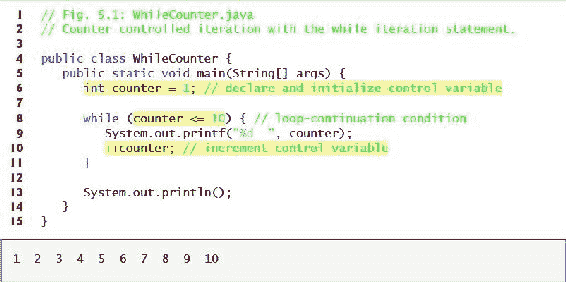 1 // Fig. 5.1: WhileCounter.java
2 // Counter controlled iteration with the while iteration statement.
3
4 public class WhileCounter {
5 public static void main(String[] args) {
6 int counter = 1; // declare and initialize control variable
7
8 while (counter <= 10) { // loop-continuation condition
9 System.out.printf("%d  ", counter);
10 ++counter; // increment control variable
11 }
12
13 System.out.println();
14 }
15 }
1 2 3 4 5 6 7 8 9 10